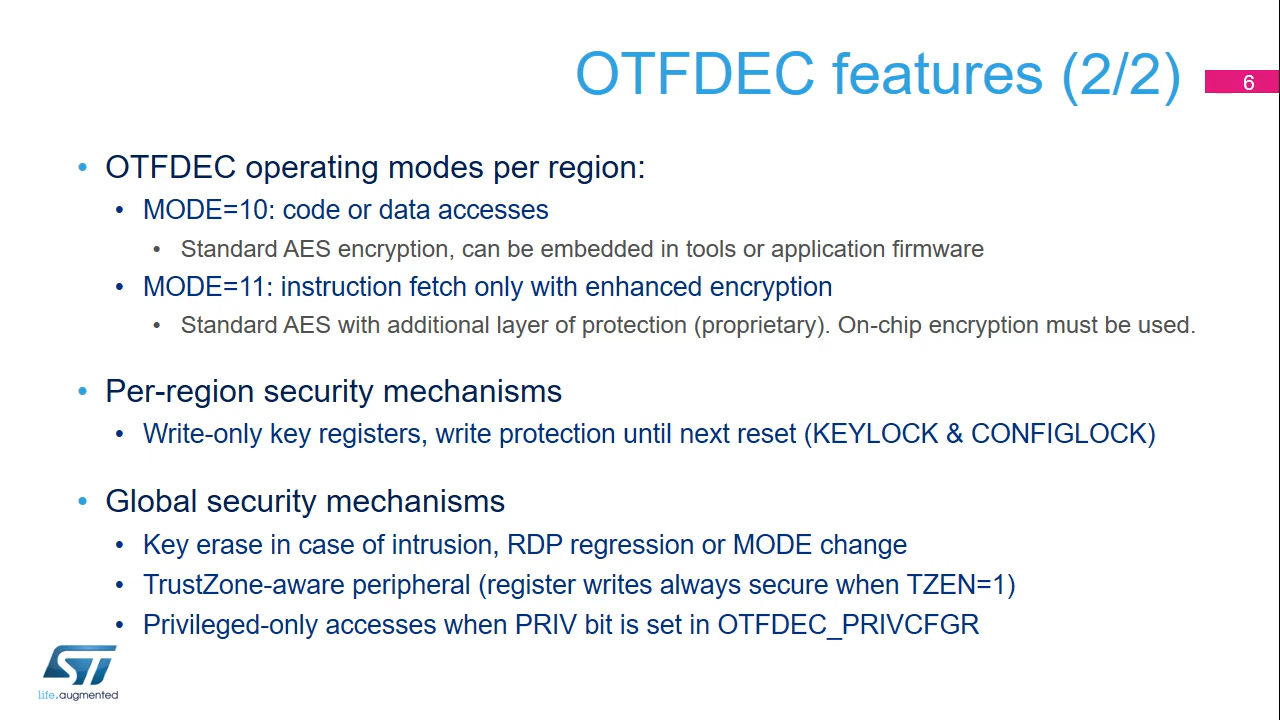 OTFDEC features (2/2)
6
• OTFDEC operating modes per region:
• MODE=10: code or data accesses
• Standard AES encryption, can be embedded in tools or application firmware
• MODE=11: instruction fetch only with enhanced encryption
• Standard AES with additional layer of protection (proprietary). On-chip encryption must be used.
• Per-region security mechanisms
• Write-only key registers, write protection until next reset (KEYLOCK & CONFIGLOCK)
• Global security mechanisms
• Key erase in case of intrusion, RDP regression or MODE change
• TrustZone-aware peripheral (register writes always secure when TZEN=1)
• Privileged-only accesses when PRIV bit is set in OTFDEC_PRIVCFGR
ST
life.augmented